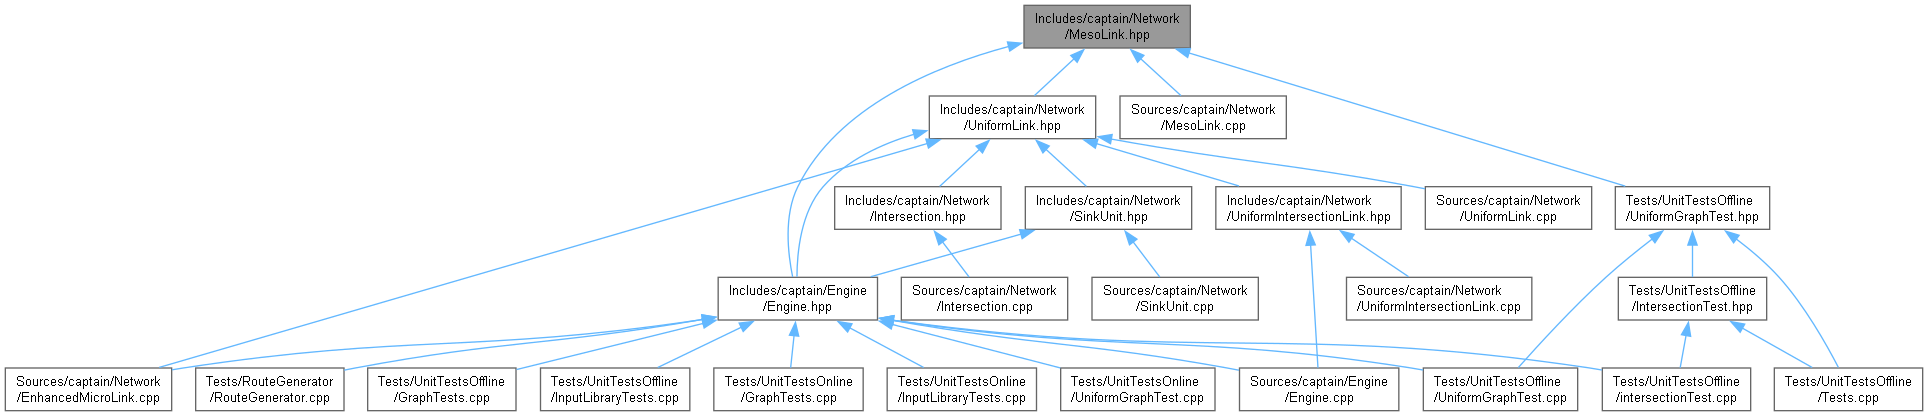 Includes/captain/Network
/MesoLink.hpp
Includes/captain/Network
/UniformLink.hpp
Sources/captain/Network
/MesoLink.cpp
Includes/captain/Network
/Intersection.hpp
Includes/captain/Network
/SinkUnit.hpp
Includes/captain/Network
/UniformIntersectionLink.hpp
Sources/captain/Network
/UniformLink.cpp
Tests/UnitTestsOffline
/UniformGraphTest.hpp
Includes/captain/Engine
/Engine.hpp
Sources/captain/Network
/Intersection.cpp
Sources/captain/Network
/SinkUnit.cpp
Sources/captain/Network
/UniformIntersectionLink.cpp
Tests/UnitTestsOffline
/IntersectionTest.hpp
Sources/captain/Network
/EnhancedMicroLink.cpp
Tests/RouteGenerator
/RouteGenerator.cpp
Tests/UnitTestsOffline
/GraphTests.cpp
Tests/UnitTestsOffline
/InputLibraryTests.cpp
Tests/UnitTestsOnline
/GraphTests.cpp
Tests/UnitTestsOnline
/InputLibraryTests.cpp
Tests/UnitTestsOnline
/UniformGraphTest.cpp
Sources/captain/Engine
/Engine.cpp
Tests/UnitTestsOffline
/UniformGraphTest.cpp
Tests/UnitTestsOffline
/intersectionTest.cpp
Tests/UnitTestsOffline
/Tests.cpp